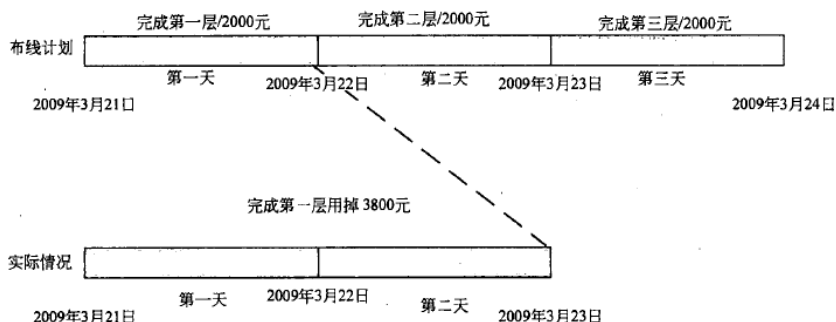 完成第一层/2000元 完成第二层/2000元 完成第三层/2000元
布线计划
第一天 2009年3月22日 第二天 2009年3月23日 第三天
2009年3月21日 2009年3月24日
完成第一层用掉 3800元
实际情况
第一天 2009年3月22日 第二天
2009年3月21日 2009年3月23日